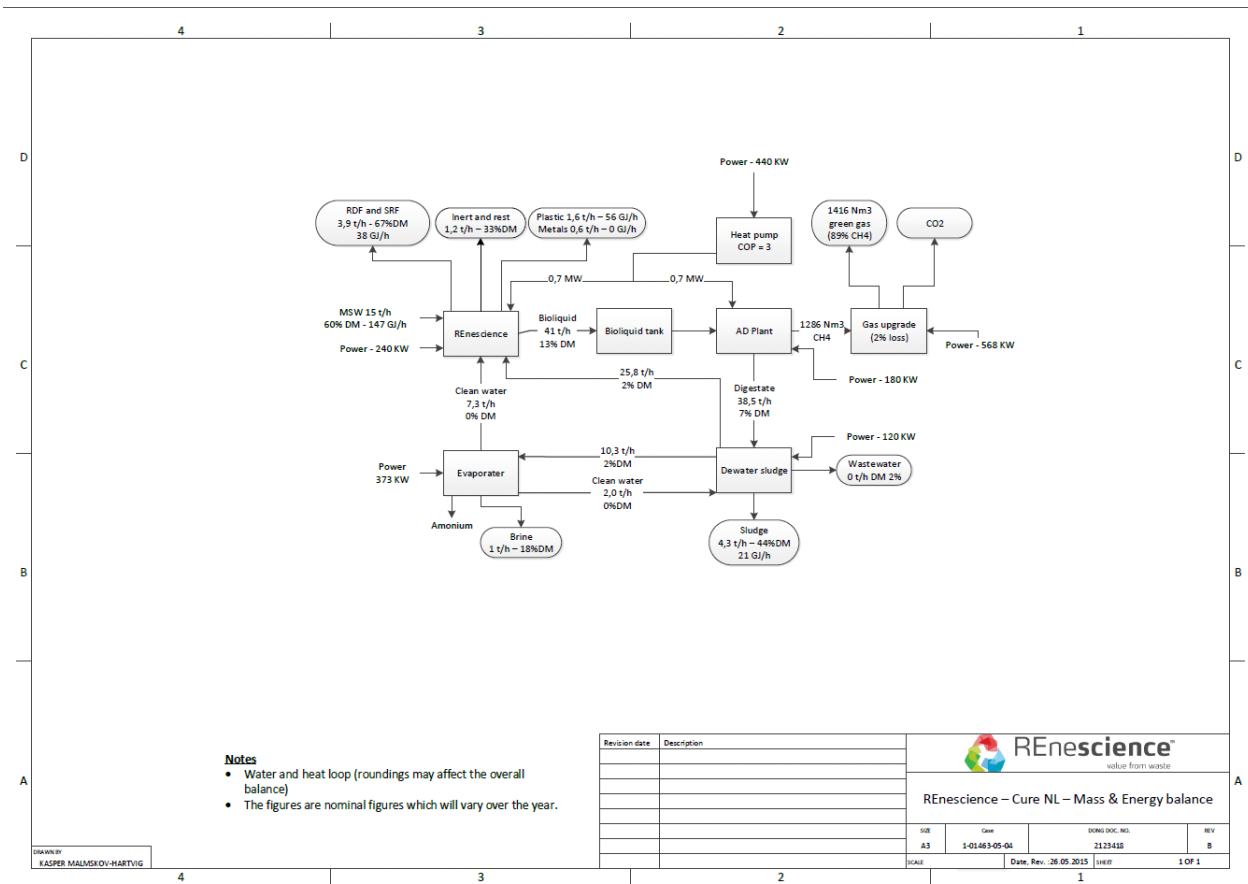 4
3
2
1
D
D
Power - 440 KW
RDF and SRF
3,9 t/h - 67%DM
38 GJ/h
Inert and rest
1,2 t/h – 33%DM
Plastic 1,6 t/h – 56 GJ/h
Metals 0,6 t/h – 0 GJ/h
Heat pump
COP = 3
1416 Nm3
green gas
(89% CH4)
CO2
0,7 MW
0,7 MW
MSW 15 t/h
60% DM - 147 GJ/h
Power - 240 KW
REnescience
Bioliquid
41 t/h
13% DM
Bioliquid tank
AD Plant
1286 Nm3
CH4
Gas upgrade
(2% loss)
Power - 568 KW
C
C
25,8 t/h
2% DM
Power - 180 KW
Clean water
7,3 t/h
0% DM
Digestate
38,5 t/h
7% DM
Power - 120 KW
10,3 t/h
2%DM
Power
373 KW
Evaporater
Clean water
2,0 t/h
0%DM
Dewater sludge
Wastewater
0 t/h DM 2%
Amonium
Brine
1 t/h – 18%DM
Sludge
4,3 t/h – 44%DM
21 GJ/h
B
B
Notes
• Water and heat loop (roundings may affect the overall
balance)
• The figures are nominal figures which will vary over the year.
A
A
Revision date
Description
REnescience™
value from waste
REnescience – Cure NL – Mass & Energy balance
SIZE
Case
DONG DOC. NO.
REV
A3
1-01463-05-04
2123418
B
SCALE
Date, Rev. :26.05.2015
SHEET
1 OF 1
DRAWN BY
KASPER MALMSKOV-HARTVIG
4
3
2
1